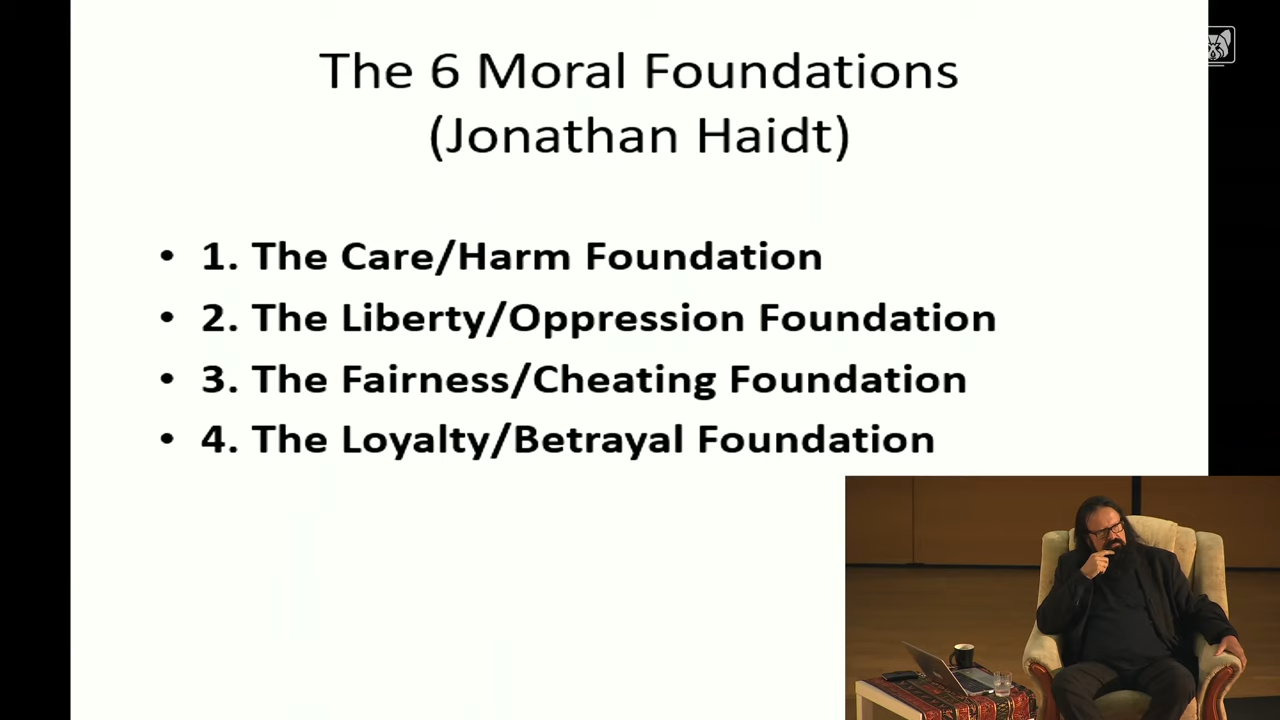 The 6 Moral Foundations
(Jonathan Haidt)
• 1. The Care/Harm Foundation
• 2. The Liberty/Oppression Foundation
• 3. The Fairness/Cheating Foundation
• 4. The Loyalty/Betrayal Foundation